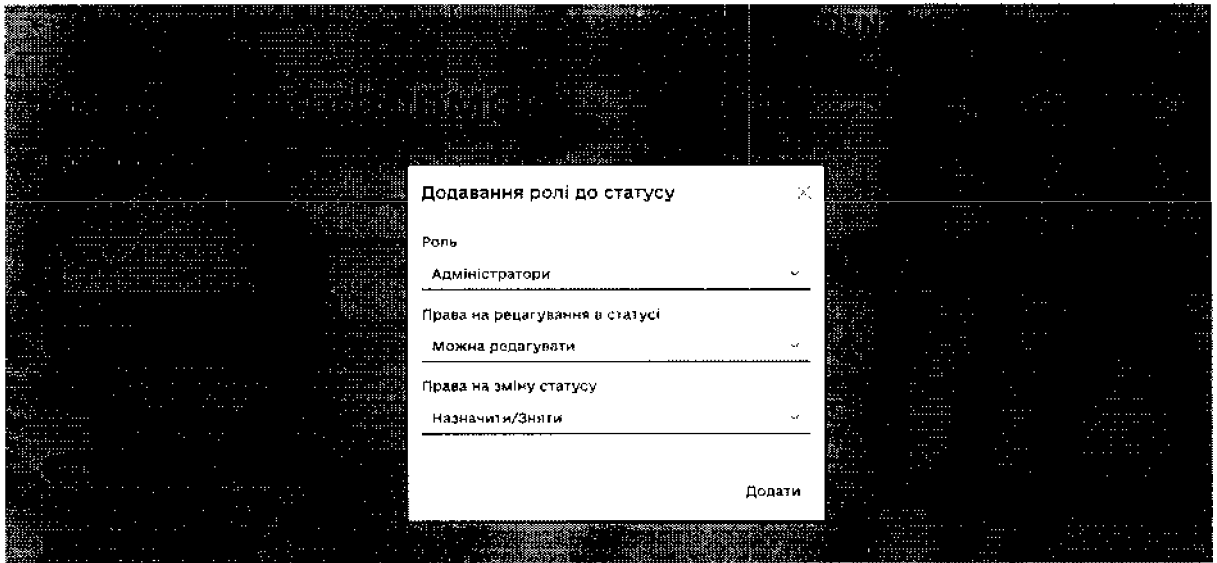 Додавання ролі до статусу
Роль
Адміністратори
Права на редагування в статусі
Можна редагувати
Права на зміну статусу
Назначити/Зняти
Додати